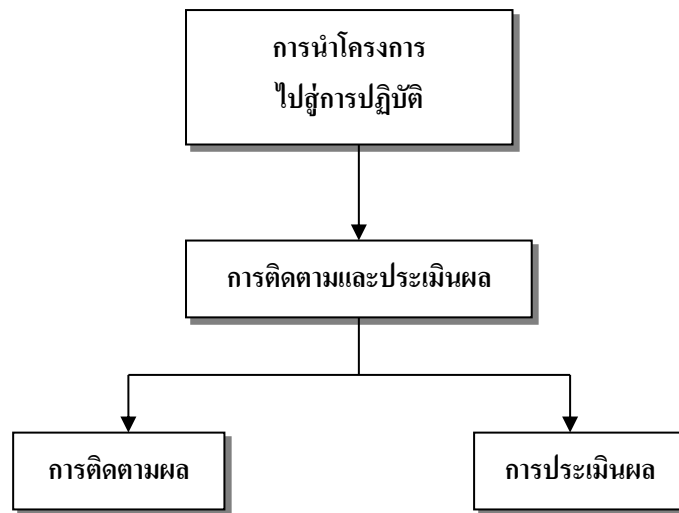 การนำโครงการ
ไปสู่การปฏิบัติ
การติดตามและประเมินผล
การติดตามผล
การประเมินผล